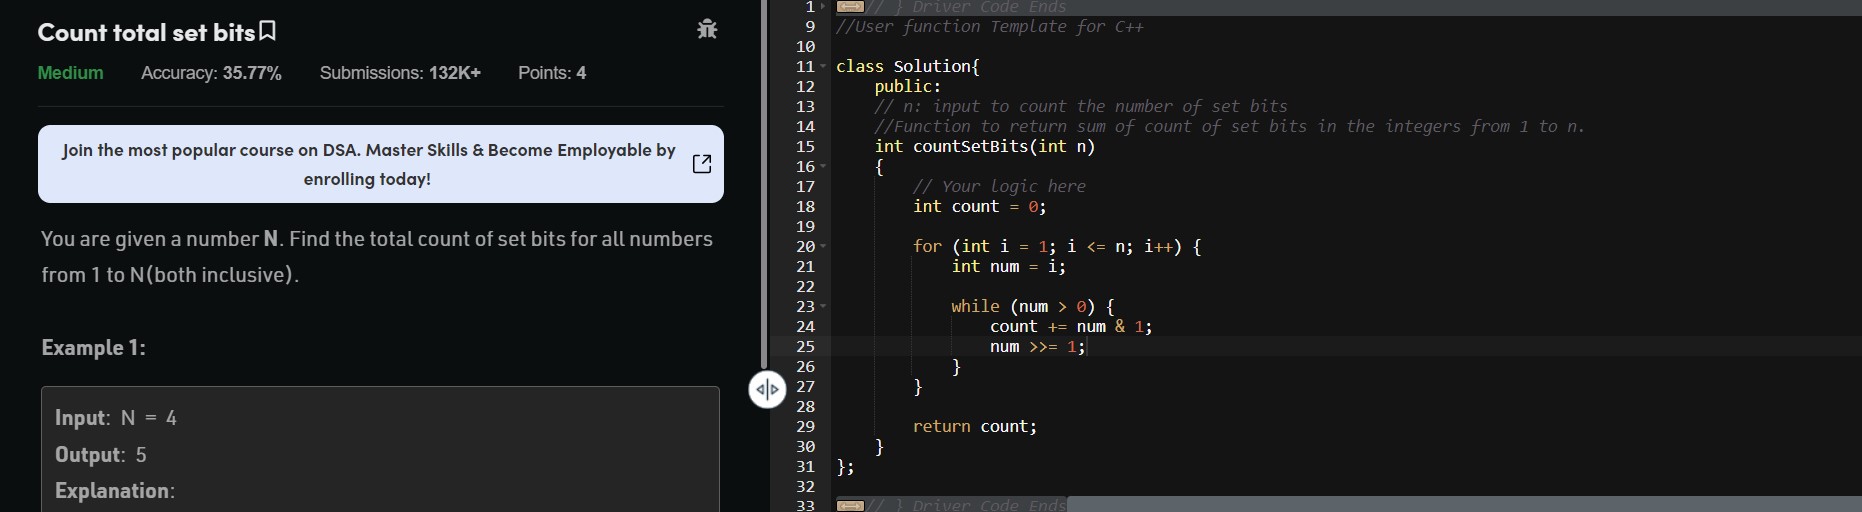 Count total set bits
Medium Accuracy: 35.77% Submissions: 132K+ Points: 4
Join the most popular course on DSA. Master Skills & Become Employable by
enrolling today!
You are given a number N. Find the total count of set bits for all numbers
from 1 to N(both inclusive).
Example 1:
Input: N = 4
Output: 5
Explanation:
1 // } Driver Code Ends
9 //User function Template for C++
10
11 class Solution{
12     public:
13     // n: input to count the number of set bits
14     //Function to return sum of count of set bits in the integers from 1 to n.
15     int countSetBits(int n)
16     {
17         // Your logic here
18         int count = 0;
19
20         for (int i = 1; i <= n; i++) {
21             int num = i;
22
23             while (num > 0) {
24                 count += num & 1;
25                 num >>= 1;
26             }
27         }
28
29         return count;
30     }
31 };
32
33 // } Driver Code Ends